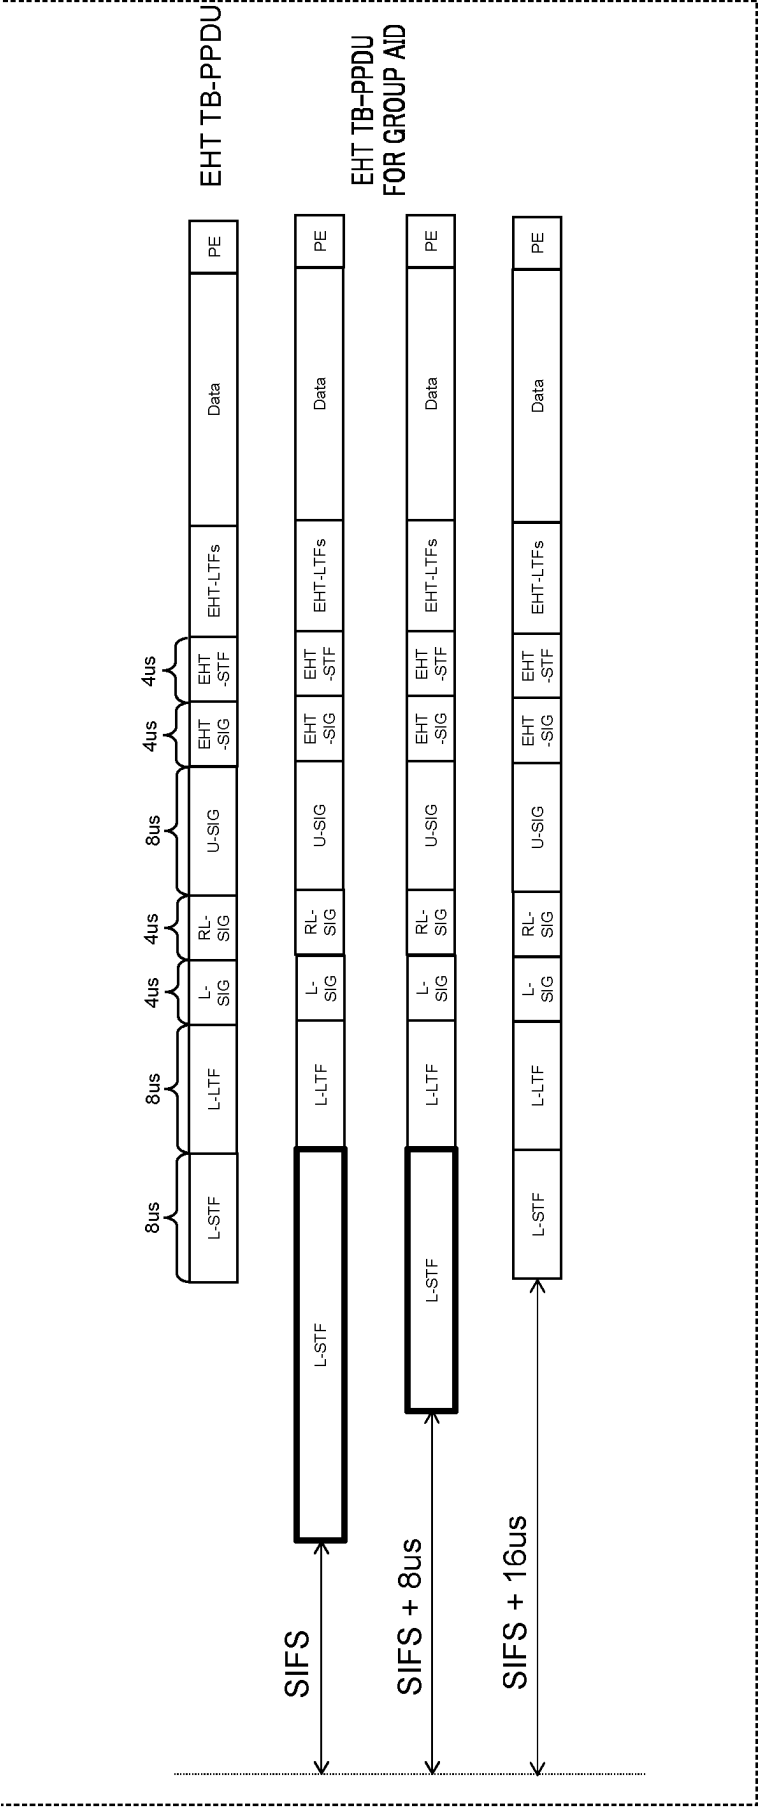 8us
8us
4us
4us
8us
4us
4us
L-STF
L-LTF
L-
SIG
RL-
SIG
U-SIG
EHT
-SIG
EHT
-STF
EHT-LTFs
Data
PE
EHT TB-PPDU
SIFS
L-STF
L-LTF
L-
SIG
RL-
SIG
U-SIG
EHT
-SIG
EHT
-STF
EHT-LTFs
Data
PE
EHT TB-PPDU
FOR GROUP AID
SIFS + 8us
L-STF
L-LTF
L-
SIG
RL-
SIG
U-SIG
EHT
-SIG
EHT
-STF
EHT-LTFs
Data
PE
SIFS + 16us
L-STF
L-LTF
L-
SIG
RL-
SIG
U-SIG
EHT
-SIG
EHT
-STF
EHT-LTFs
Data
PE